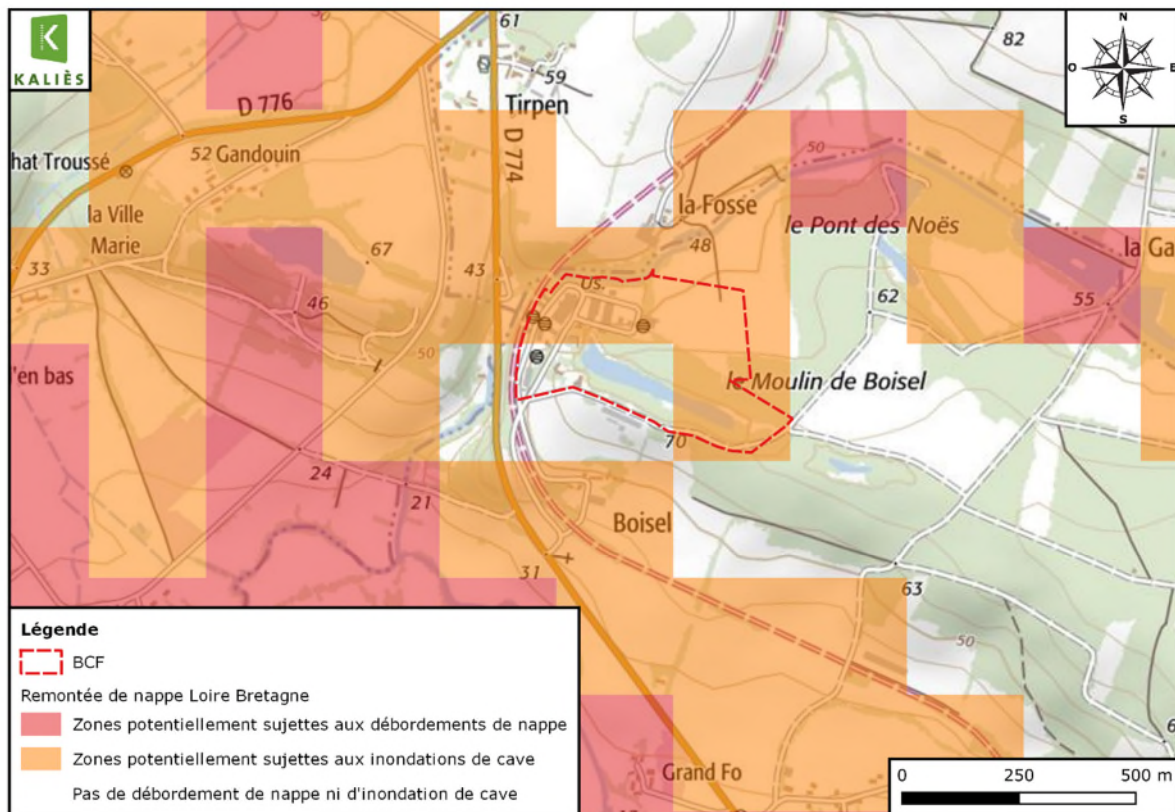 KALIÈS
N
O
E
S
61
82
59
Tirpen
D 776
D 774
52 Gandouin
50
hat Troussé
la Ville
Marie
la Fosse
le Pont des Noës
67
48
la Ga
33
43
Us.
46
62
55
50
'en bas
le Moulin de Boisel
70
24
21
Boisel
31
63
50
Légende
BCF
Remontée de nappe Loire Bretagne
Zones potentiellement sujettes aux débordements de nappe
Zones potentiellement sujettes aux inondations de cave
Pas de débordement de nappe ni d'inondation de cave
Grand Fo
0 250 500 m